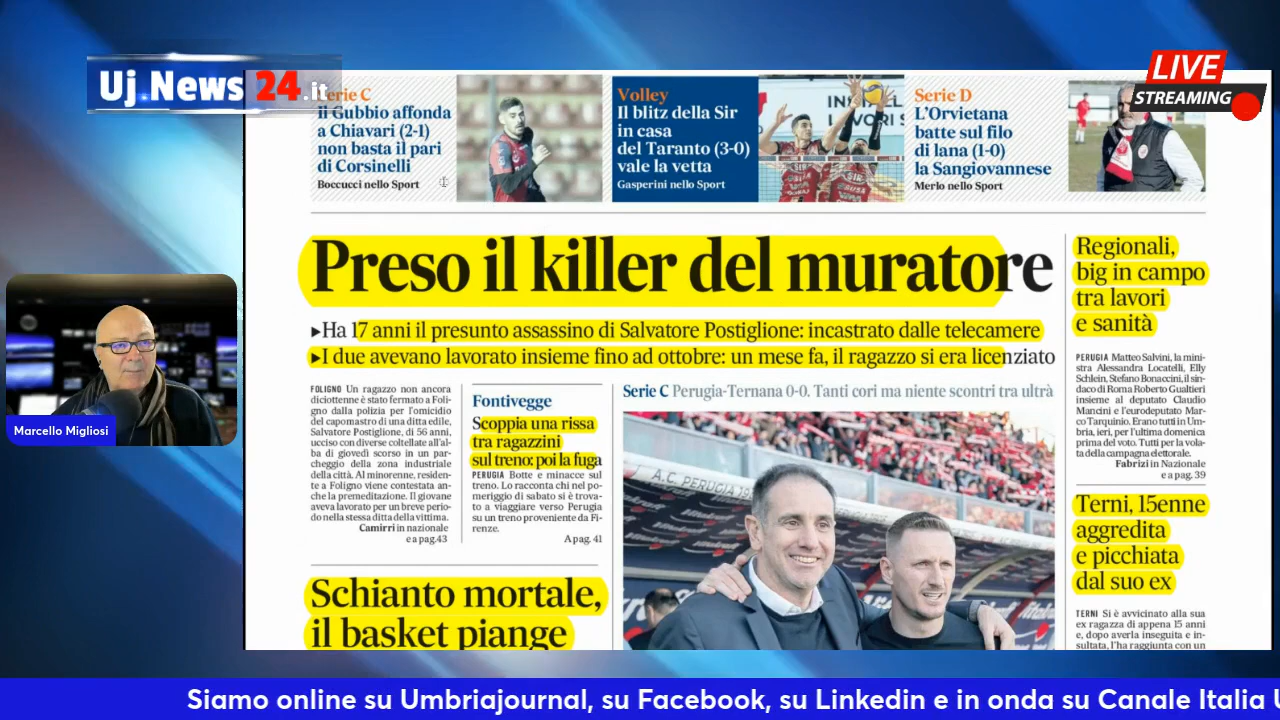 Uj.News 24.it
LIVE
STREAMING
Serie C
il Gubbio affonda
a Chiavari (2-1)
non basta il pari
di Corsinelli
Boccucci nello Sport
Volley
Il blitz della Sir
in casa
del Taranto (3-0)
vale la vetta
Gasperini nello Sport
Serie D
L'Orvietana
batte sul filo
di lana (1-0)
la Sangiovannese
Merlo nello Sport
Preso il killer del muratore
▸Ha 17 anni il presunto assassino di Salvatore Postiglione: incastrato dalle telecamere
▸I due avevano lavorato insieme fino ad ottobre: un mese fa, il ragazzo si era licenziato
FOLIGNO Un ragazzo non ancora
diciottenne è stato fermato a Foli-
gno dalla polizia per l'omicidio
del capomastro di una ditta edile,
Salvatore Postiglione, di 56 anni,
ucciso con diverse coltellate all'al-
ba di giovedì scorso in un par-
cheggio della zona industriale
della città. Al minorenne, residen-
te a Foligno viene contestata an-
che la premeditazione. Il giovane
aveva lavorato per un breve perio-
do nella stessa ditta della vittima.
Camirri in nazionale
e a pag.43
Fontivegge
Scoppia una rissa
tra ragazzini
sul treno: poi la fuga
PERUGIA Botte e minacce sul
treno. Lo racconta chi nel po-
meriggio di sabato si è trova-
to a viaggiare verso Perugia
su un treno proveniente da Fi-
renze.
A pag. 41
Schianto mortale,
il basket piange
Serie C Perugia-Ternana 0-0. Tanti cori ma niente scontri tra ultrà
A.C. PERUGIA 19
Regionali,
big in campo
tra lavori
e sanità
PERUGIA Matteo Salvini, la mini-
stra Alessandra Locatelli, Elly
Schlein, Stefano Bonaccini, il sin-
daco di Roma Roberto Gualtieri
insieme al deputato Claudio
Mancini e l'eurodeputato Mar-
co Tarquinio. Erano tutti in Um-
bria, ieri, per l'ultima domenica
prima del voto. Tutti per la vola-
ta della campagna elettorale.
Fabrizi in Nazionale
e a pag. 39
Terni, 15enne
aggredita
e picchiata
dal suo ex
TERNI Si è avvicinato alla sua
ex ragazza di appena 15 anni
e, dopo averla inseguita e in-
sultata, l'ha raggiunta con un
Marcello Migliosi
Siamo online su Umbriajournal, su Facebook, su Linkedin e in onda su Canale Italia